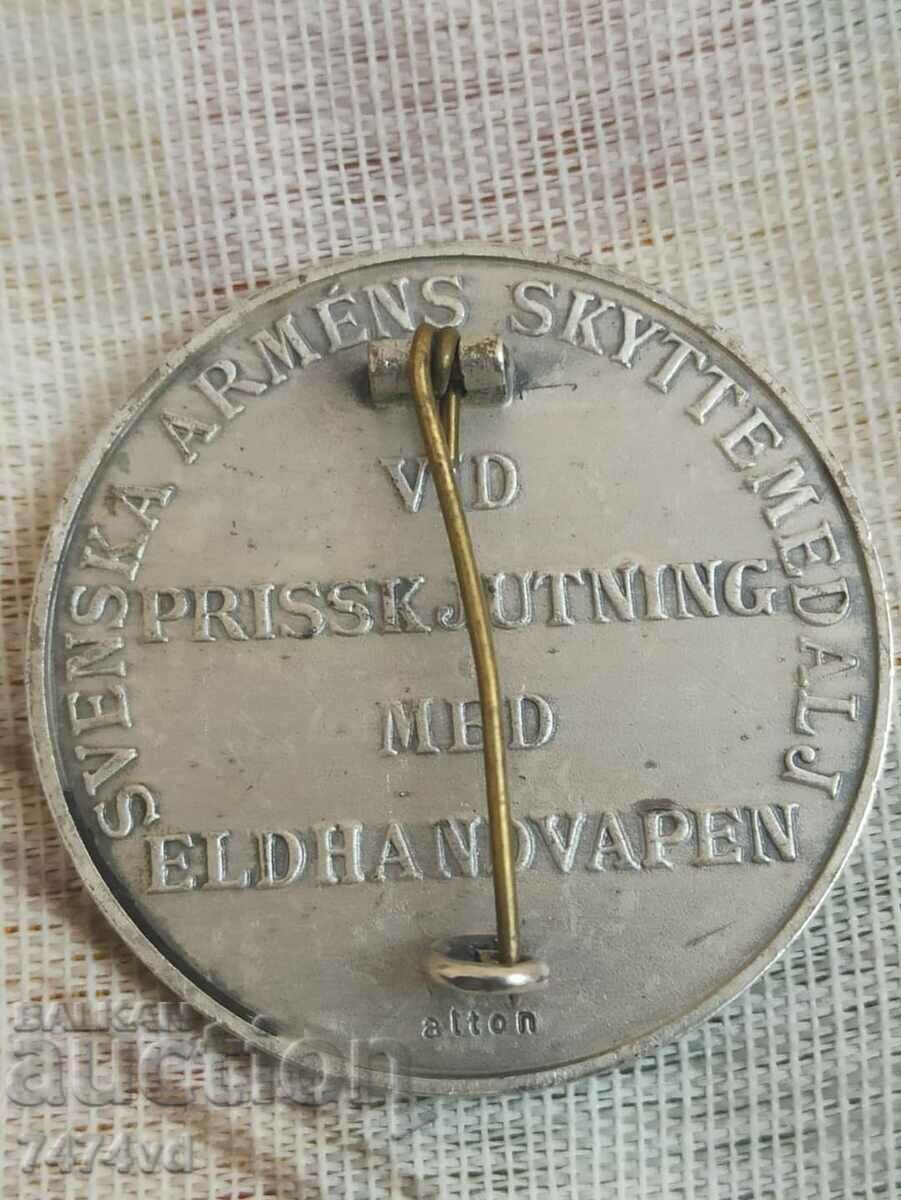 SVENSKA ARMÉNS SKYTTEMEDALJ
VID
PRISSKJUTNING
MED
ELDHANDVAPEN
alton
BALKAN
auction
7474vd